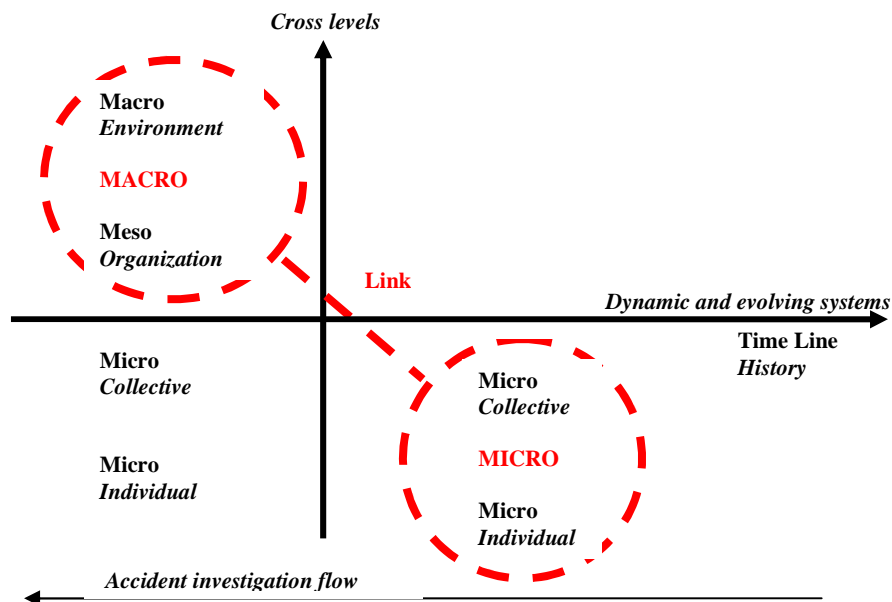 Cross levels
Macro
Environment
MACRO
Meso
Organization
Link
Dynamic and evolving systems
Time Line
History
Micro
Collective
Micro
Individual
Micro
Collective
MICRO
Micro
Individual
Accident investigation flow